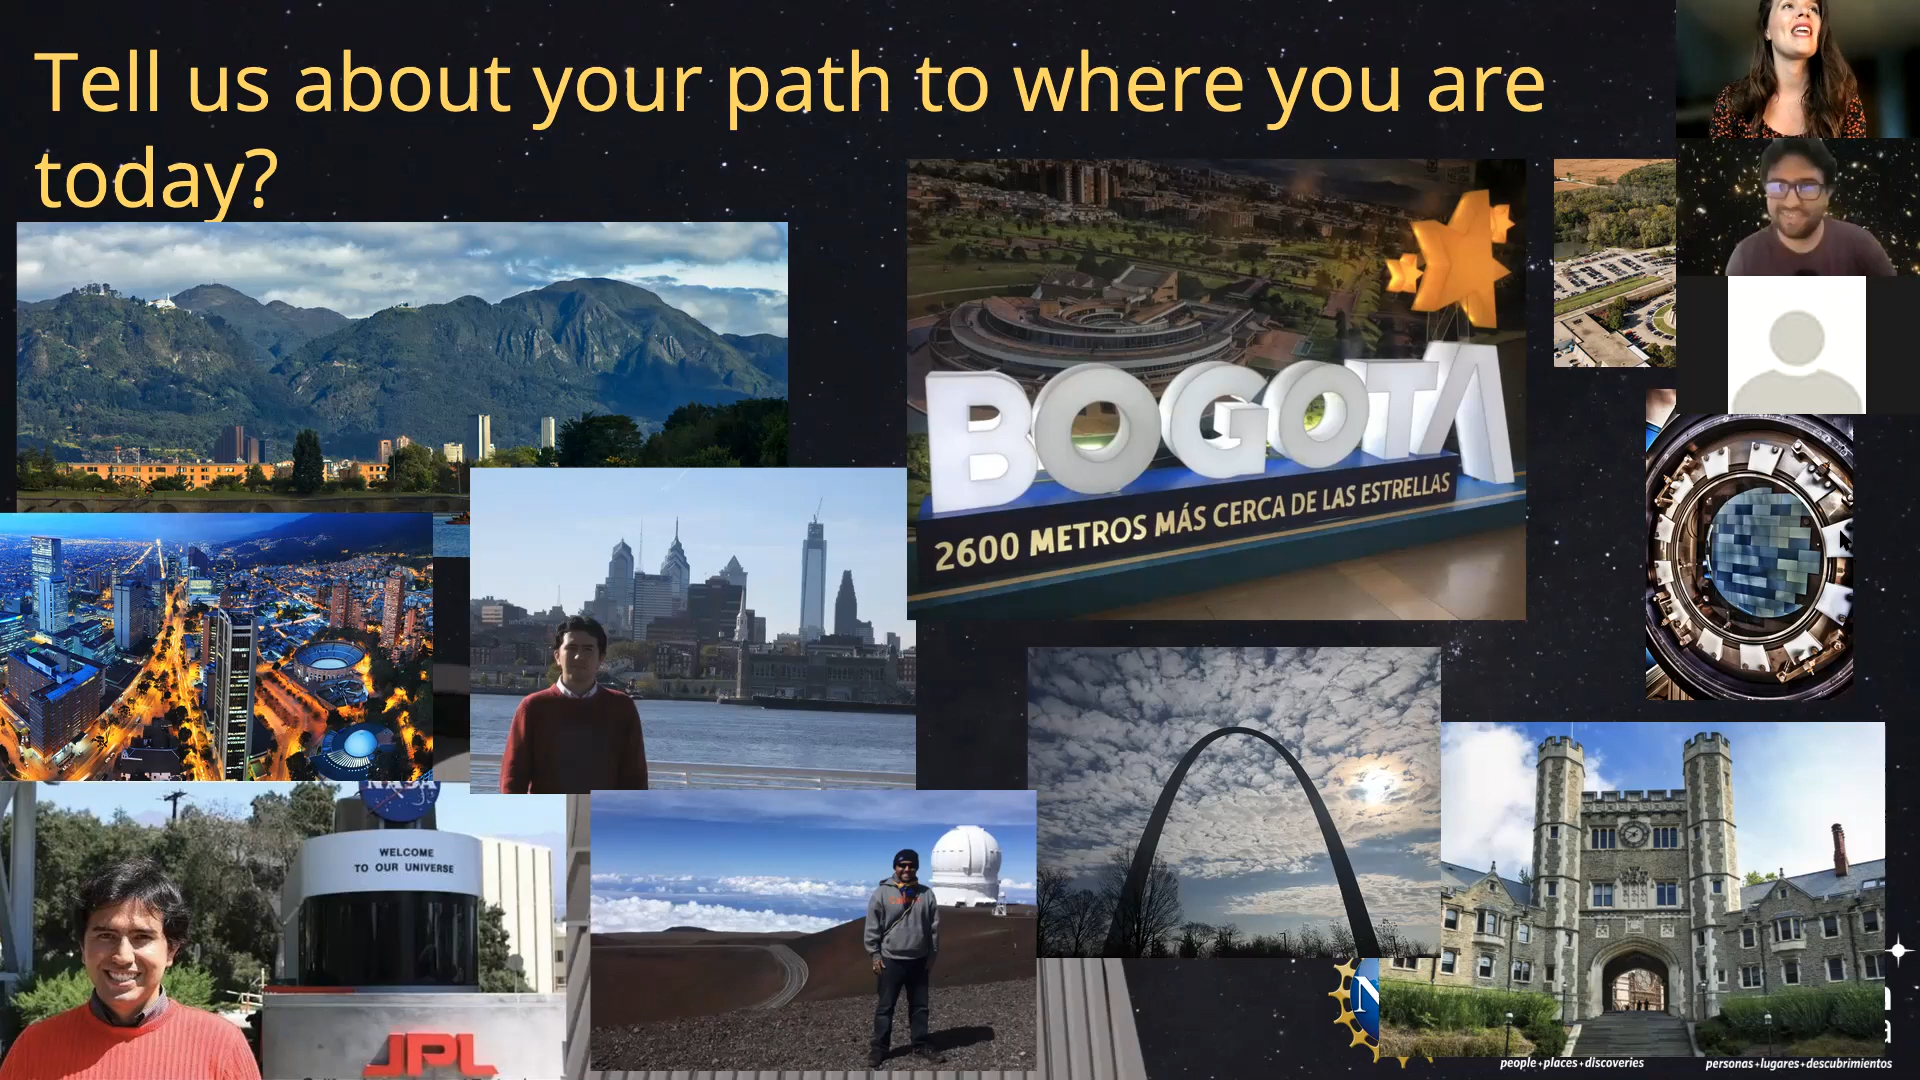 Tell us about your path to where you are
today?
BOGOTA
2600 METROS MÁS CERCA DE LAS ESTRELLAS
NASA
WELCOME
TO OUR UNIVERSE
JPL
N
people+places+discoveries
personas+lugares+descubrimientos